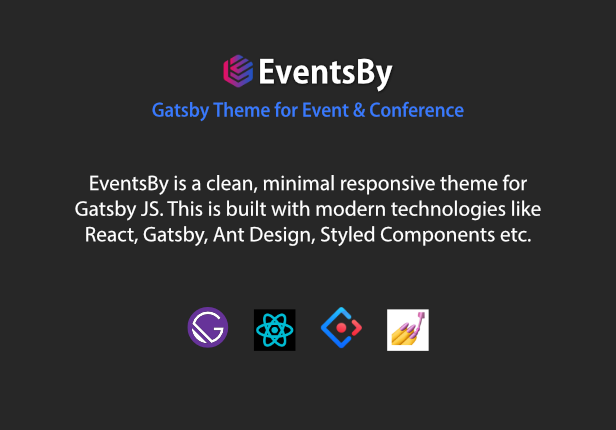 EventsBy
Gatsby Theme for Event & Conference
EventsBy is a clean, minimal responsive theme for
Gatsby JS. This is built with modern technologies like
React, Gatsby, Ant Design, Styled Components etc.